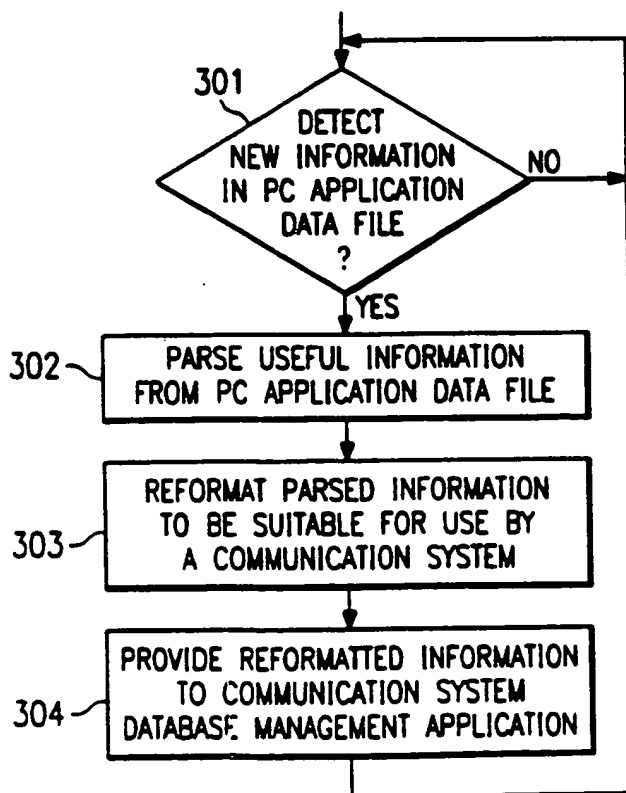 301
DETECT
NEW INFORMATION
IN PC APPLICATION
DATA FILE
?
NO
YES
302
PARSE USEFUL INFORMATION
FROM PC APPLICATION DATA FILE
303
REFORMAT PARSED INFORMATION
TO BE SUITABLE FOR USE BY
A COMMUNICATION SYSTEM
304
PROVIDE REFORMATTED INFORMATION
TO COMMUNICATION SYSTEM
DATABASE MANAGEMENT APPLICATION